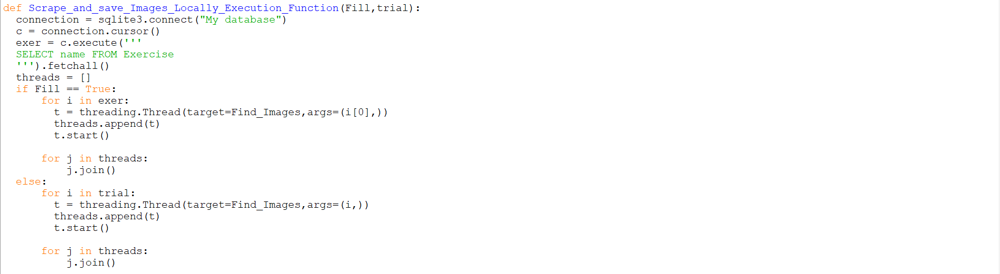 def Scrape_and_save_Images_Locally_Execution_Function(Fill,trial):
  connection = sqlite3.connect("My database")
  c = connection.cursor()
  exer = c.execute('''
  SELECT name FROM Exercise
  ''').fetchall()
  threads = []
  if Fill == True:
      for i in exer:
        t = threading.Thread(target=Find_Images,args=(i[0],))
        threads.append(t)
        t.start()

      for j in threads:
          j.join()
  else:
      for i in trial:
        t = threading.Thread(target=Find_Images,args=(i,))
        threads.append(t)
        t.start()

      for j in threads:
          j.join()